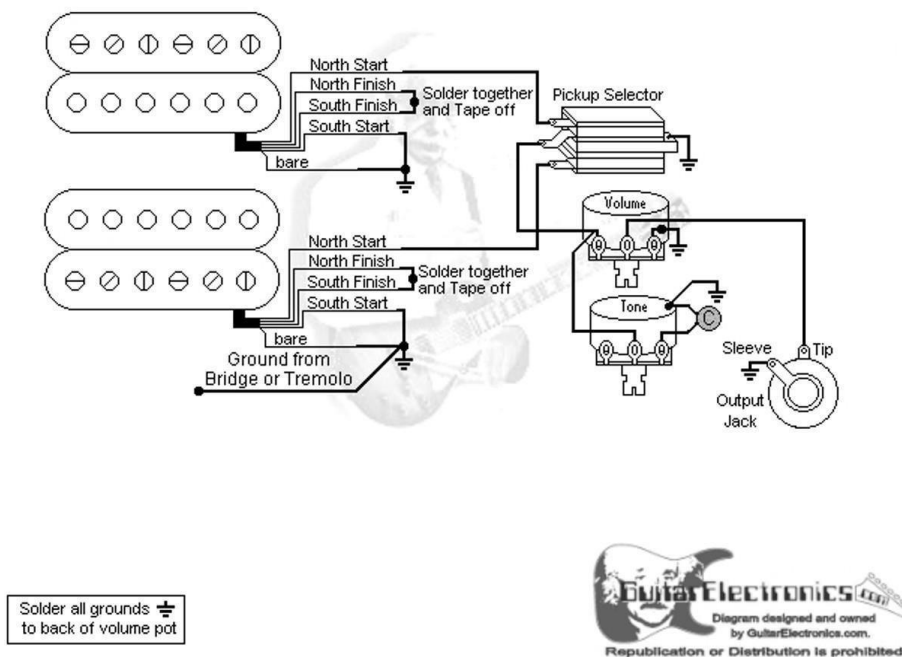 North Start
North Finish
South Finish
South Start
bare
Solder together
and Tape off
Pickup Selector
Volume
North Start
North Finish
South Finish
South Start
bare
Solder together
and Tape off
Ground from
Bridge or Tremolo
Tone
C
Sleeve
Tip
Output
Jack
Solder all grounds
to back of volume pot
GuitarElectronics.com
Diagram designed and owned
by GuitarElectronics.com.
Republication or Distribution is prohibited